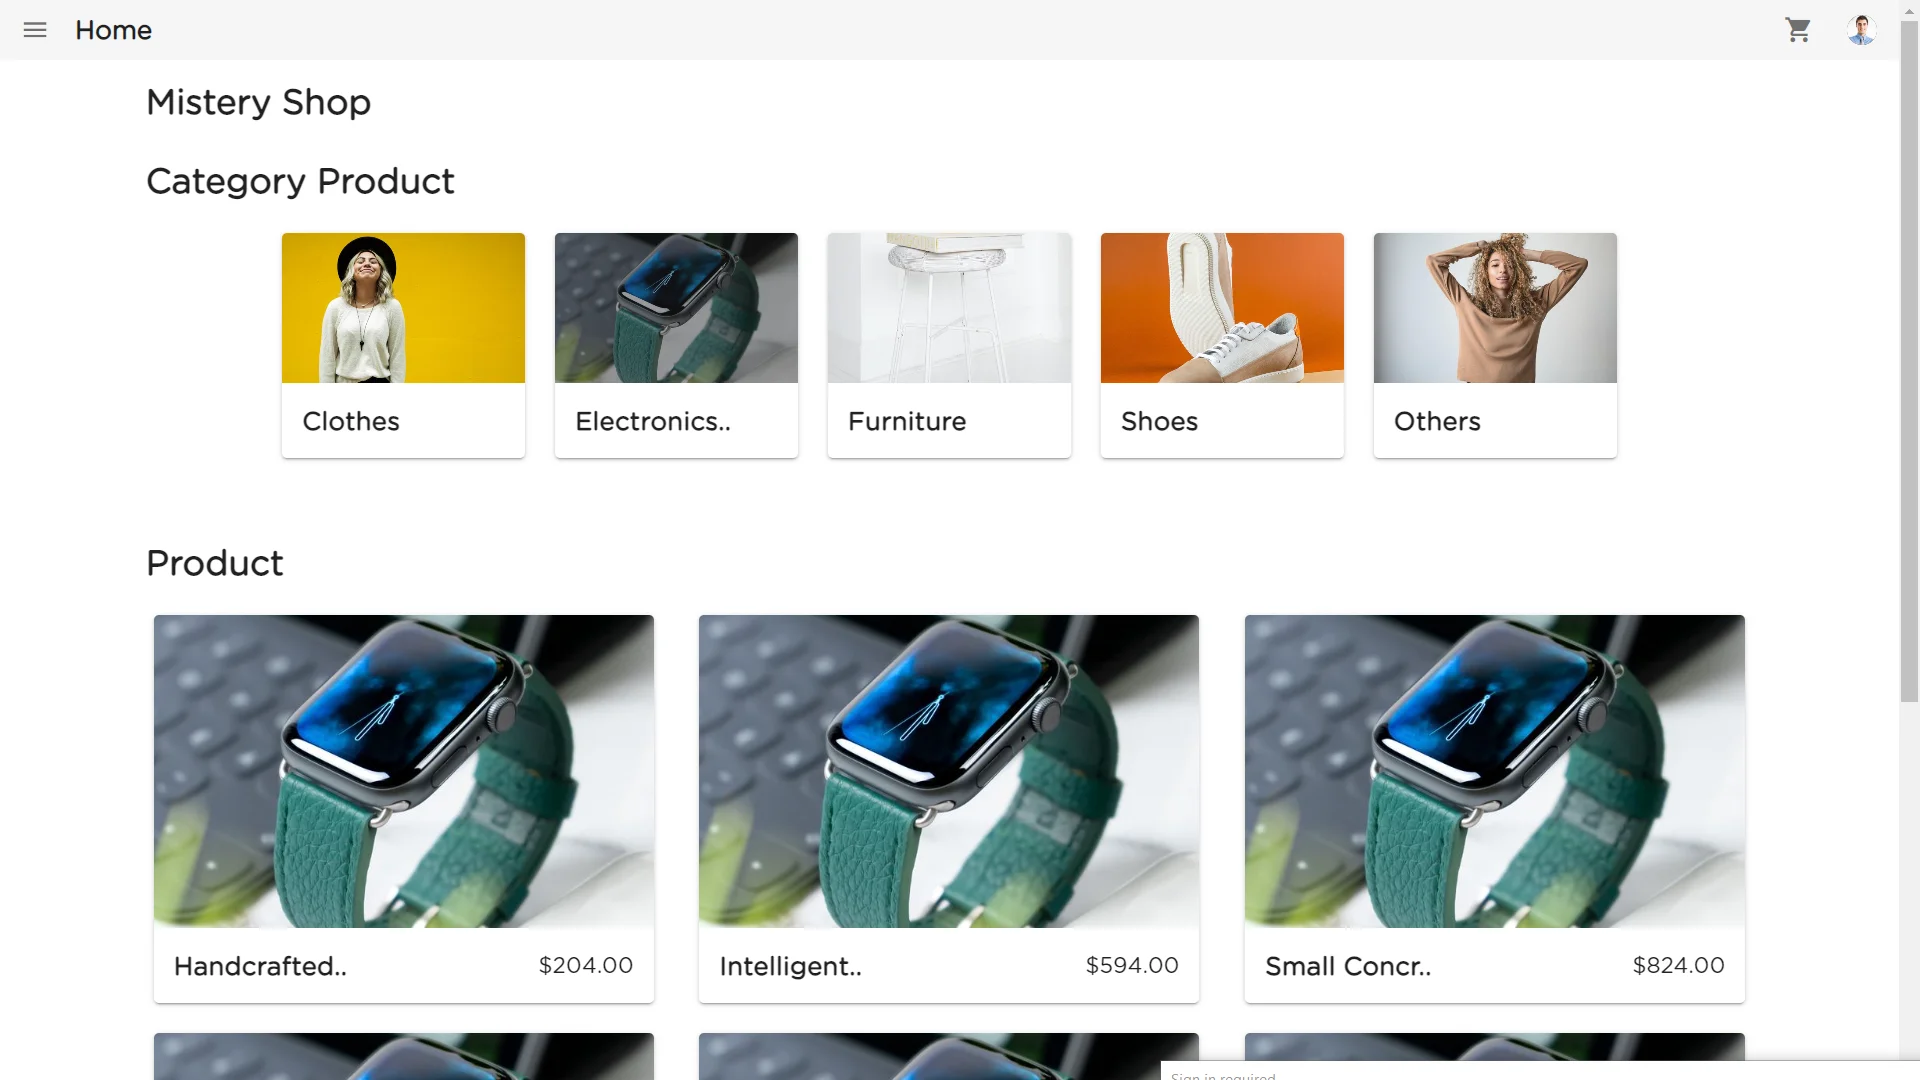 Home
Mistery Shop
Category Product
Clothes
Electronics..
Furniture
Shoes
Others
Product
Handcrafted.. $204.00
Intelligent.. $594.00
Small Concr.. $824.00
Sign in required